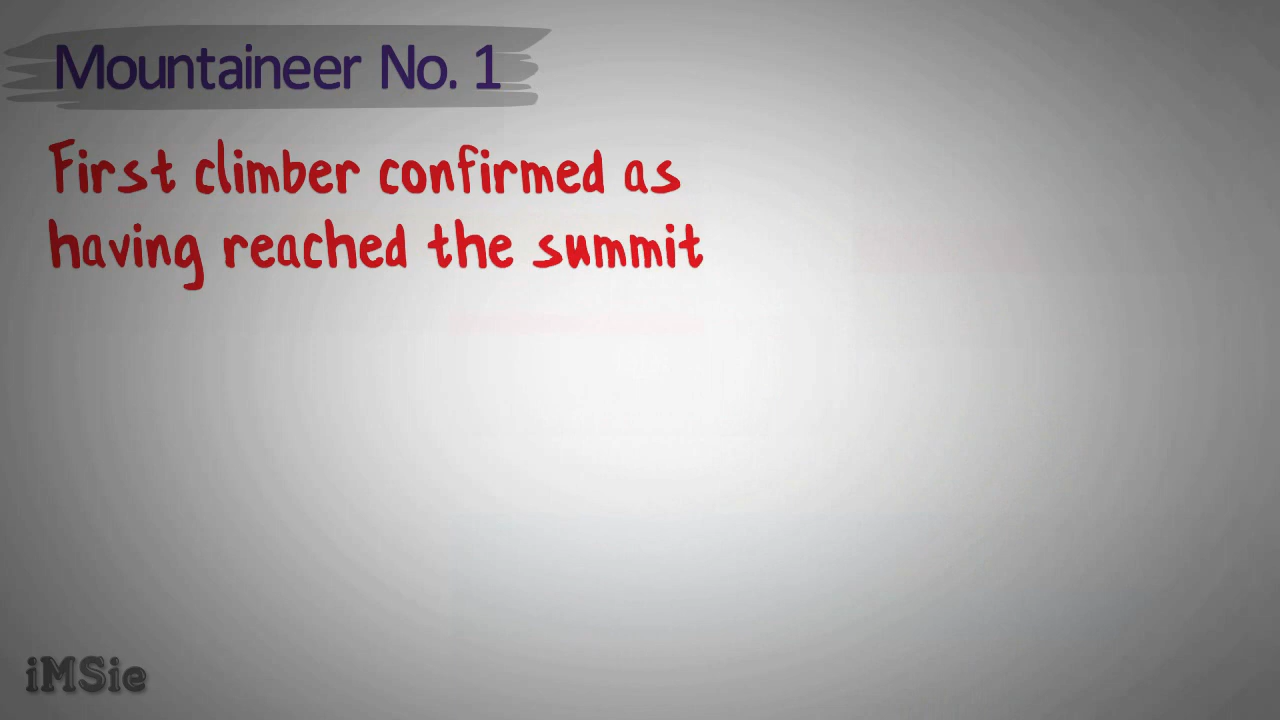 Mountaineer No. 1
First climber confirmed as
having reached the summit
iMSie